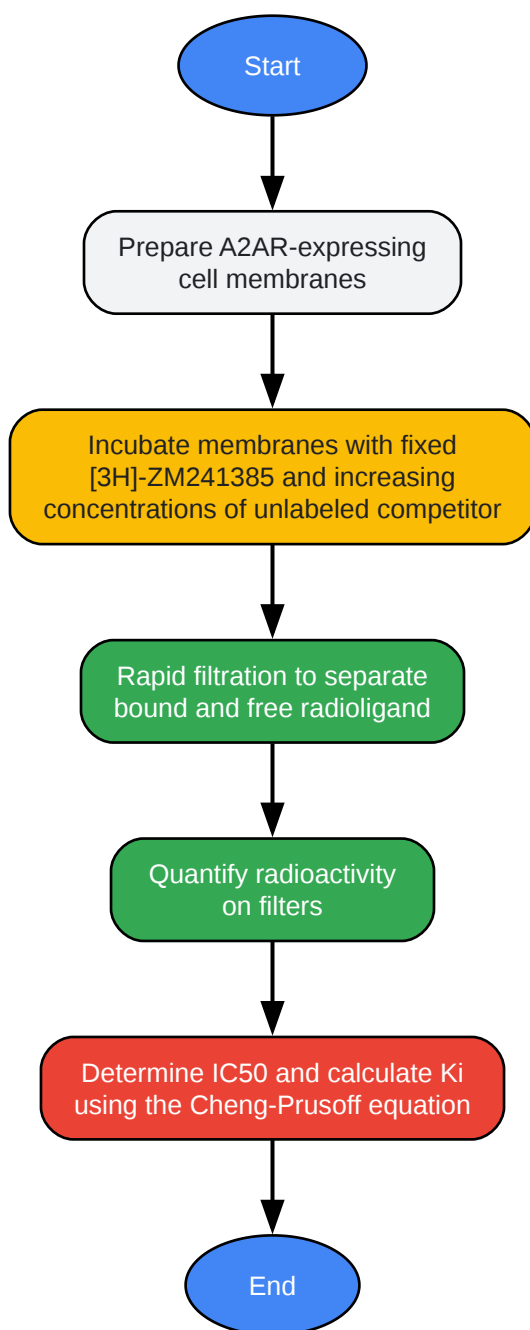 Start
Prepare A2AR-expressing
cell membranes
Incubate membranes with fixed
[3H]-ZM241385 and increasing
concentrations of unlabeled competitor
Rapid filtration to separate
bound and free radioligand
Quantify radioactivity
on filters
Determine IC50 and calculate Ki
using the Cheng-Prusoff equation
End